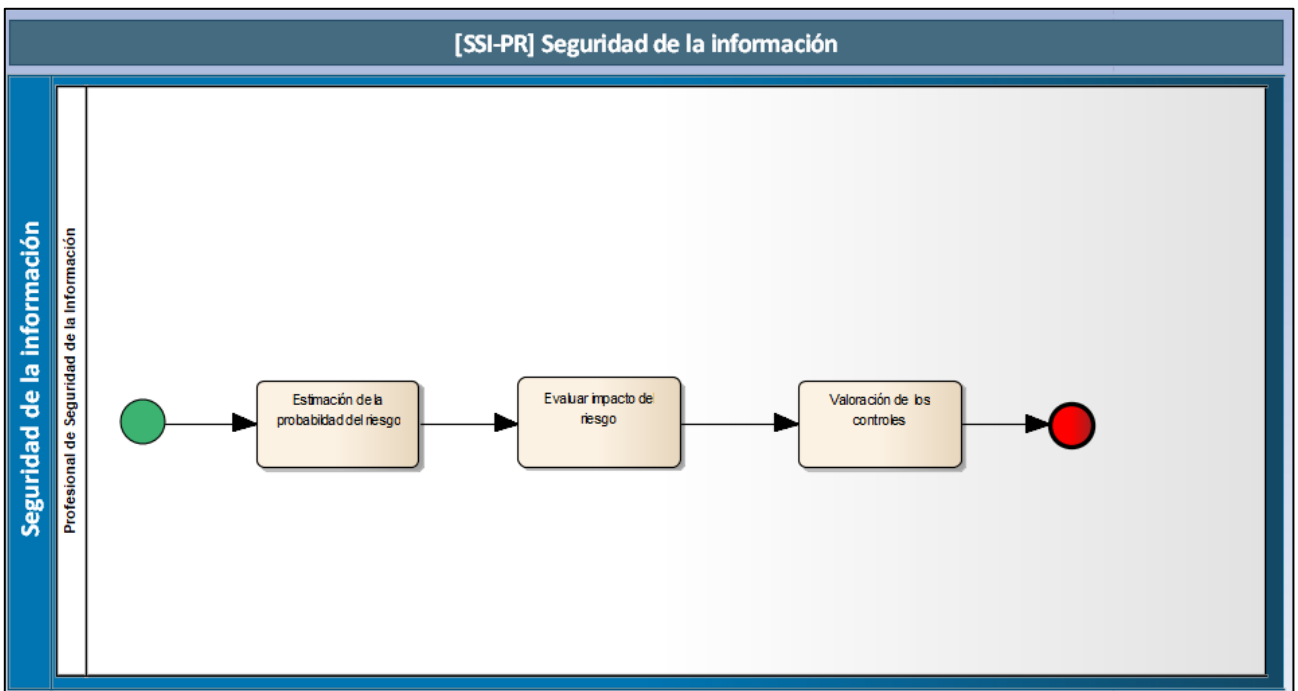 [SSI-PR] Seguridad de la información
Seguridad de la información
Profesional de Seguridad de la Información
Estimación de la
probabilidad del riesgo
Evaluar impacto del
riesgo
Valoración de los
controles